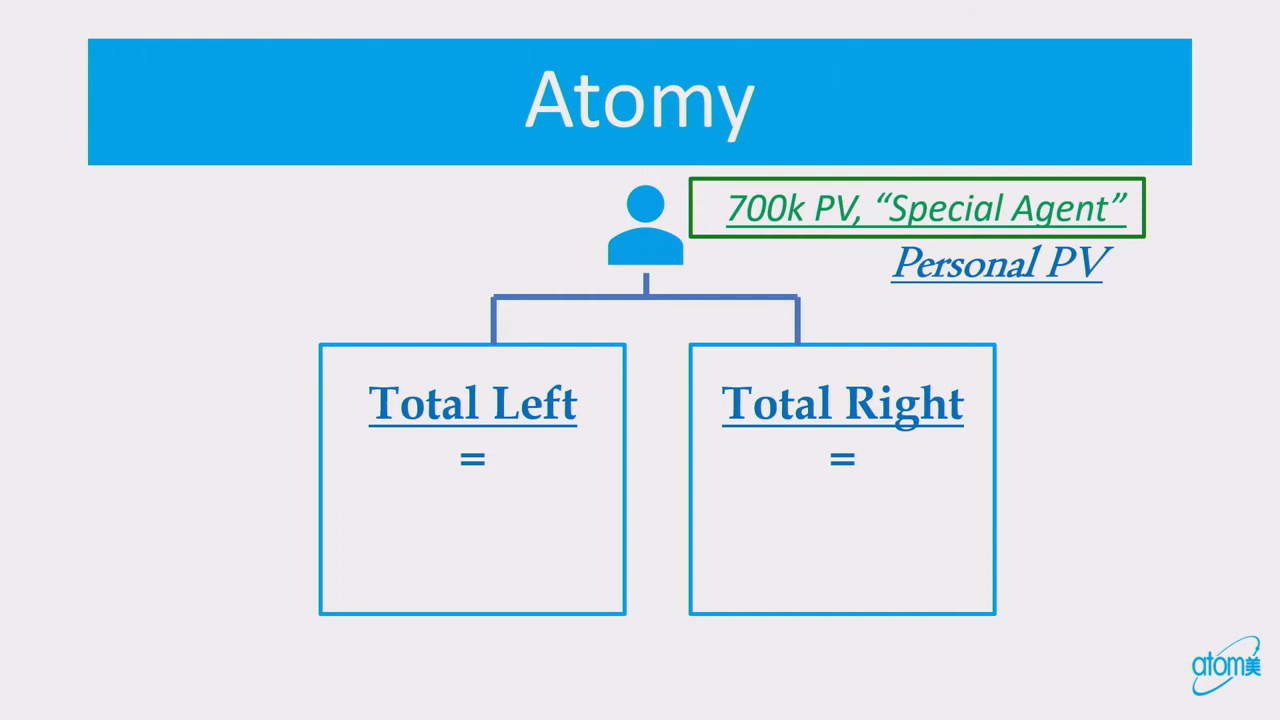 Atomy
700k PV, “Special Agent”
Personal PV
Total Left
=
Total Right
=
atom美